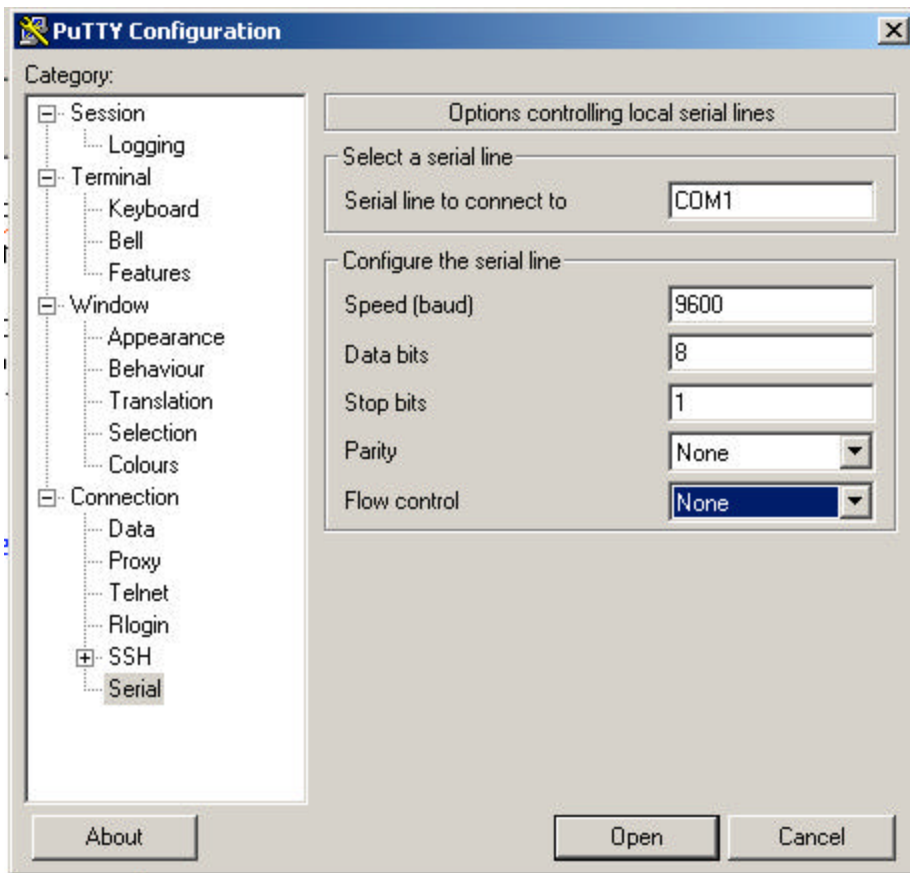 PuTTY Configuration
Category:
Session
Logging
Terminal
Keyboard
Bell
Features
Window
Appearance
Behaviour
Translation
Selection
Colours
Connection
Data
Proxy
Telnet
Rlogin
SSH
Serial
Options controlling local serial lines
Select a serial line
Serial line to connect to COM1
Configure the serial line
Speed (baud) 9600
Data bits 8
Stop bits 1
Parity None
Flow control None
About Open Cancel